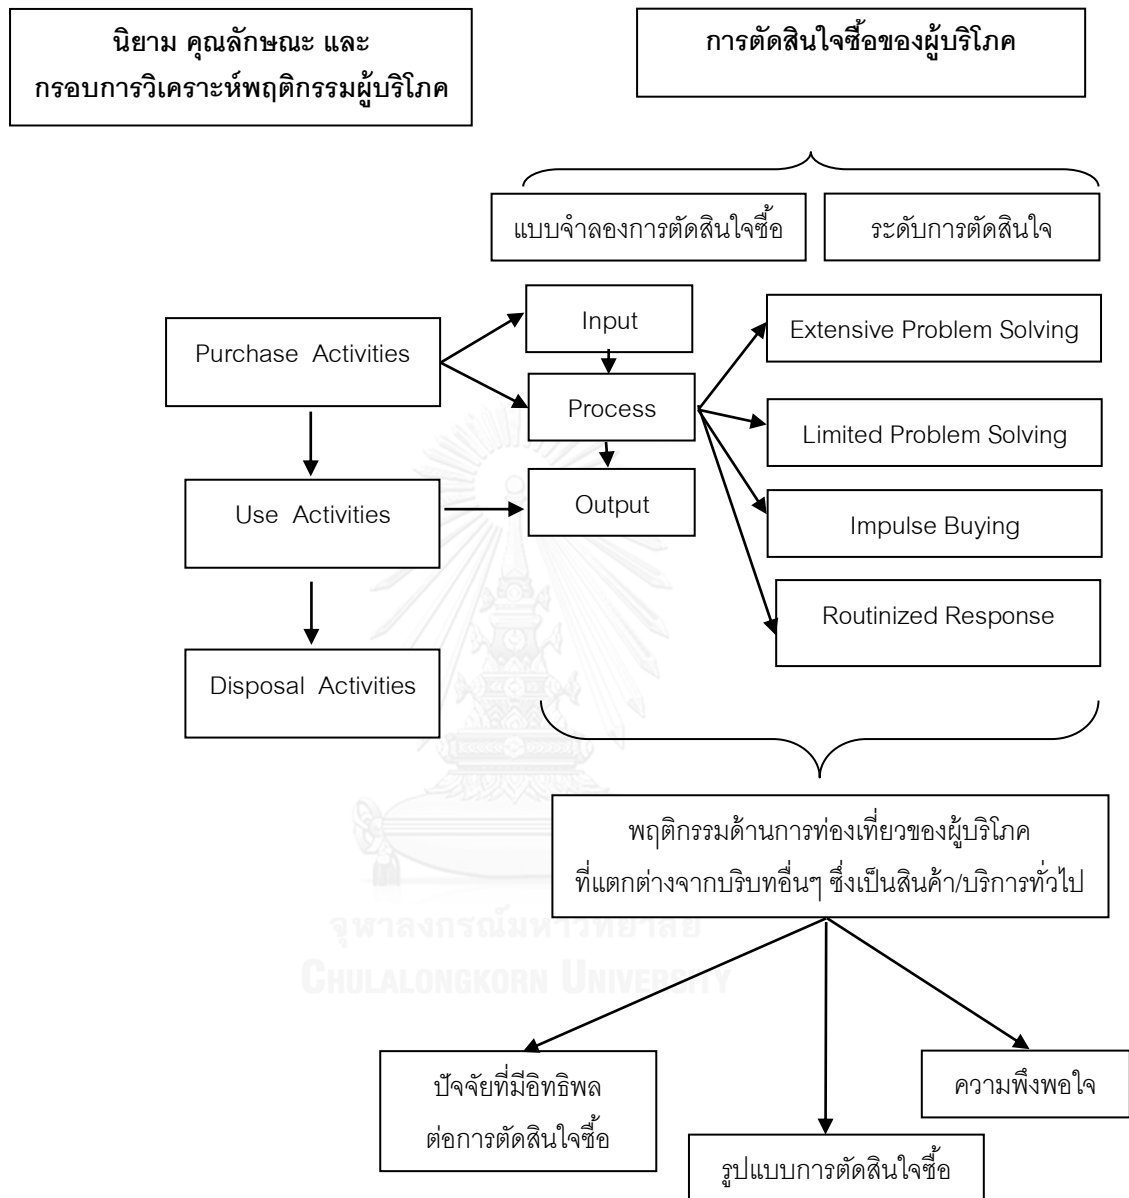 นิยาม คุณลักษณะ และ
กรอบการวิเคราะห์พฤติกรรมผู้บริโภค
การตัดสินใจซื้อของผู้บริโภค
แบบจำลองการตัดสินใจซื้อ
ระดับการตัดสินใจ
Purchase Activities
Use Activities
Disposal Activities
Input
Process
Output
Extensive Problem Solving
Limited Problem Solving
Impulse Buying
Routinized Response
พฤติกรรมด้านการท่องเที่ยวของผู้บริโภค
ที่แตกต่างจากบริบทอื่นๆ ซึ่งเป็นสินค้า/บริการทั่วไป
จุฬาลงกรณ์มหาวิทยาลัย
CHULALONGKORN UNIVERSITY
ปัจจัยที่มีอิทธิพล
ต่อการตัดสินใจซื้อ
รูปแบบการตัดสินใจซื้อ
ความพึงพอใจ